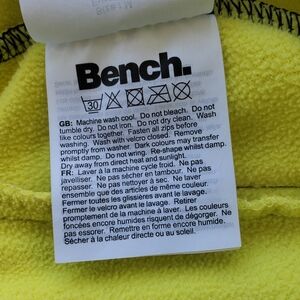 Bench.
30
GB: Machine wash cool. Do not bleach. Do not
tumble dry. Do not iron. Do not dry clean. Wash
like colours together. Fasten all zips before
washing. Wash with velcro closed. Remove
promptly from washer. Dark colours may transfer
whilst damp. Do not wring. Re-shape whilst damp.
Dry away from direct heat and sunlight.
FR: Laver à la machine cycle froid. Ne pas
javelliser. Ne pas sécher en tambour. Ne pas
repasser. Ne pas nettoyer à sec. Ne lavez
ensemble que des articles de même couleur.
Fermer toutes les glissières avant le lavage.
Fermer le velcro avant le lavage. Retirer
promptement de la machine à laver. Les couleurs
foncées encore humides risquent de dégorger. Ne
pas essorer. Remettre en forme encore humide.
Sécher à la chaleur directe ou au soleil.